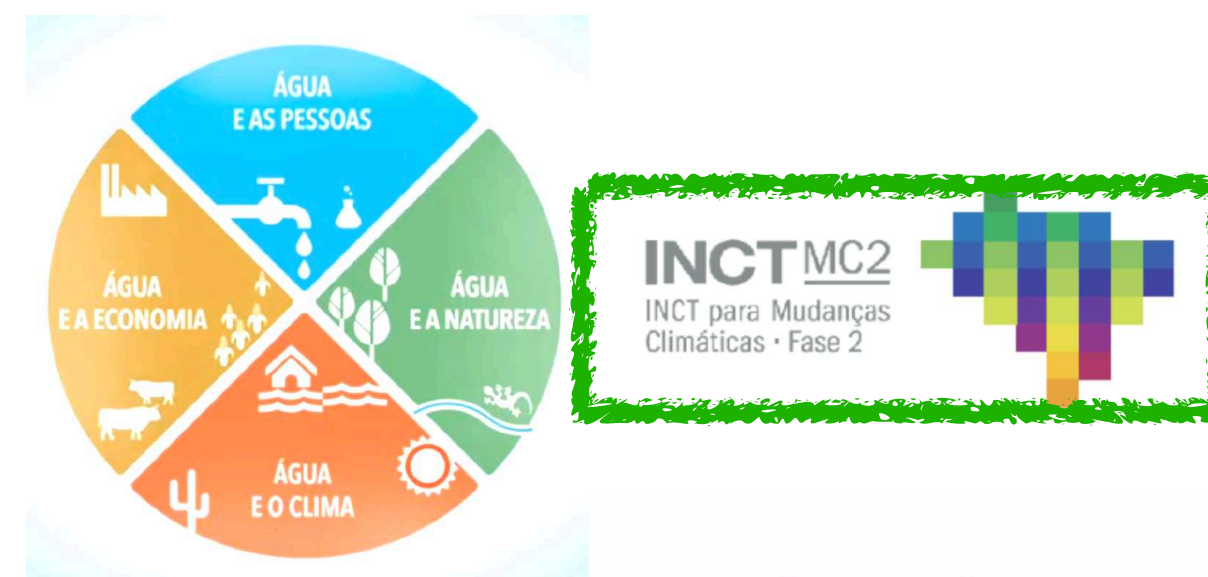 ÁGUA
E AS PESSOAS
ÁGUA
E A ECONOMIA
ÁGUA
E A NATUREZA
ÁGUA
E O CLIMA
INCT MC2
INCT para Mudanças
Climáticas · Fase 2